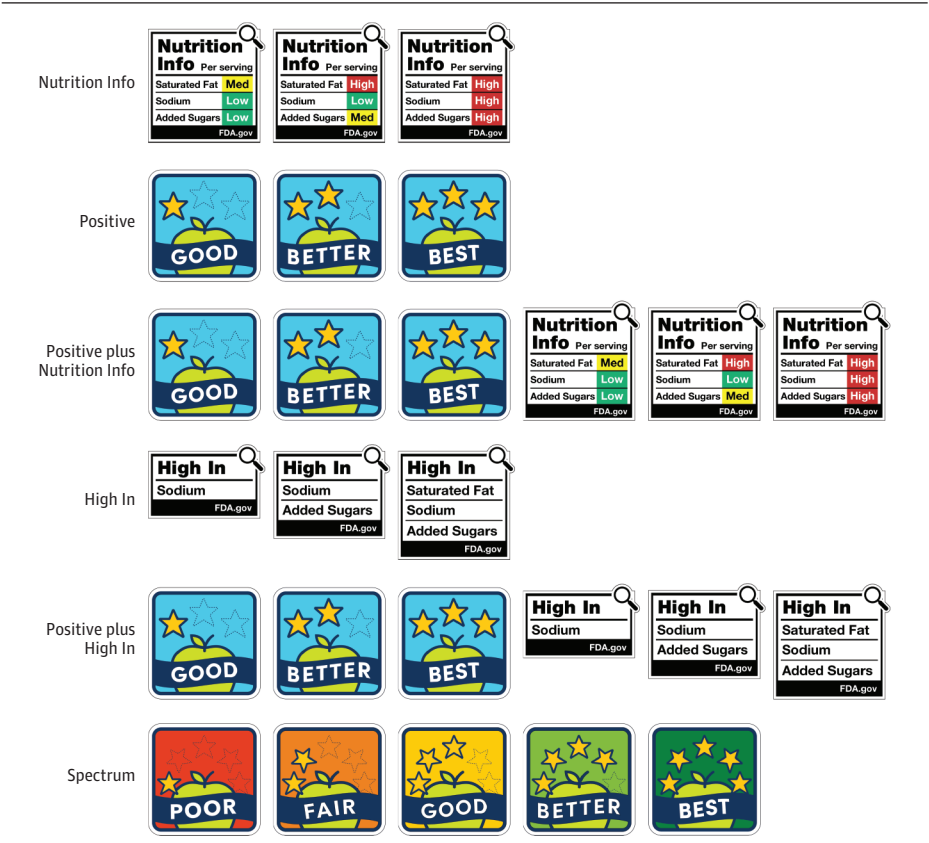 Nutrition Info
Nutrition
Info Per serving
Saturated Fat Med
Sodium Low
Added Sugars Low
FDA.gov
Nutrition
Info Per serving
Saturated Fat High
Sodium Low
Added Sugars Med
FDA.gov
Nutrition
Info Per serving
Saturated Fat High
Sodium High
Added Sugars High
FDA.gov
Positive
GOOD
BETTER
BEST
Positive plus
Nutrition Info
GOOD
BETTER
BEST
Nutrition
Info Per serving
Saturated Fat Med
Sodium Low
Added Sugars Low
FDA.gov
Nutrition
Info Per serving
Saturated Fat High
Sodium Low
Added Sugars Med
FDA.gov
Nutrition
Info Per serving
Saturated Fat High
Sodium High
Added Sugars High
FDA.gov
High In
High In
Sodium
FDA.gov
High In
Sodium
Added Sugars
FDA.gov
High In
Saturated Fat
Sodium
Added Sugars
FDA.gov
Positive plus
High In
GOOD
BETTER
BEST
High In
Sodium
FDA.gov
High In
Sodium
Added Sugars
FDA.gov
High In
Saturated Fat
Sodium
Added Sugars
FDA.gov
Spectrum
POOR
FAIR
GOOD
BETTER
BEST